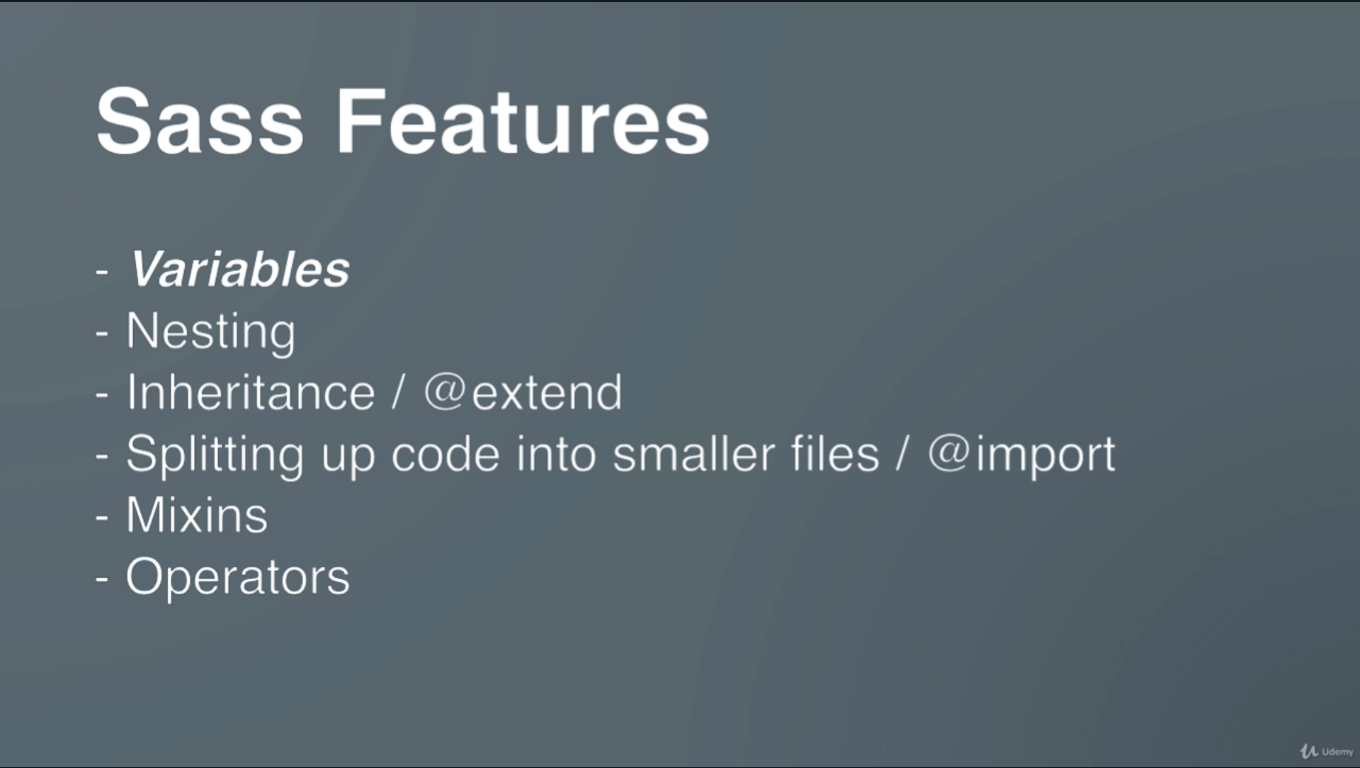 Sass Features
- Variables
- Nesting
- Inheritance / @extend
- Splitting up code into smaller files / @import
- Mixins
- Operators
Udemy